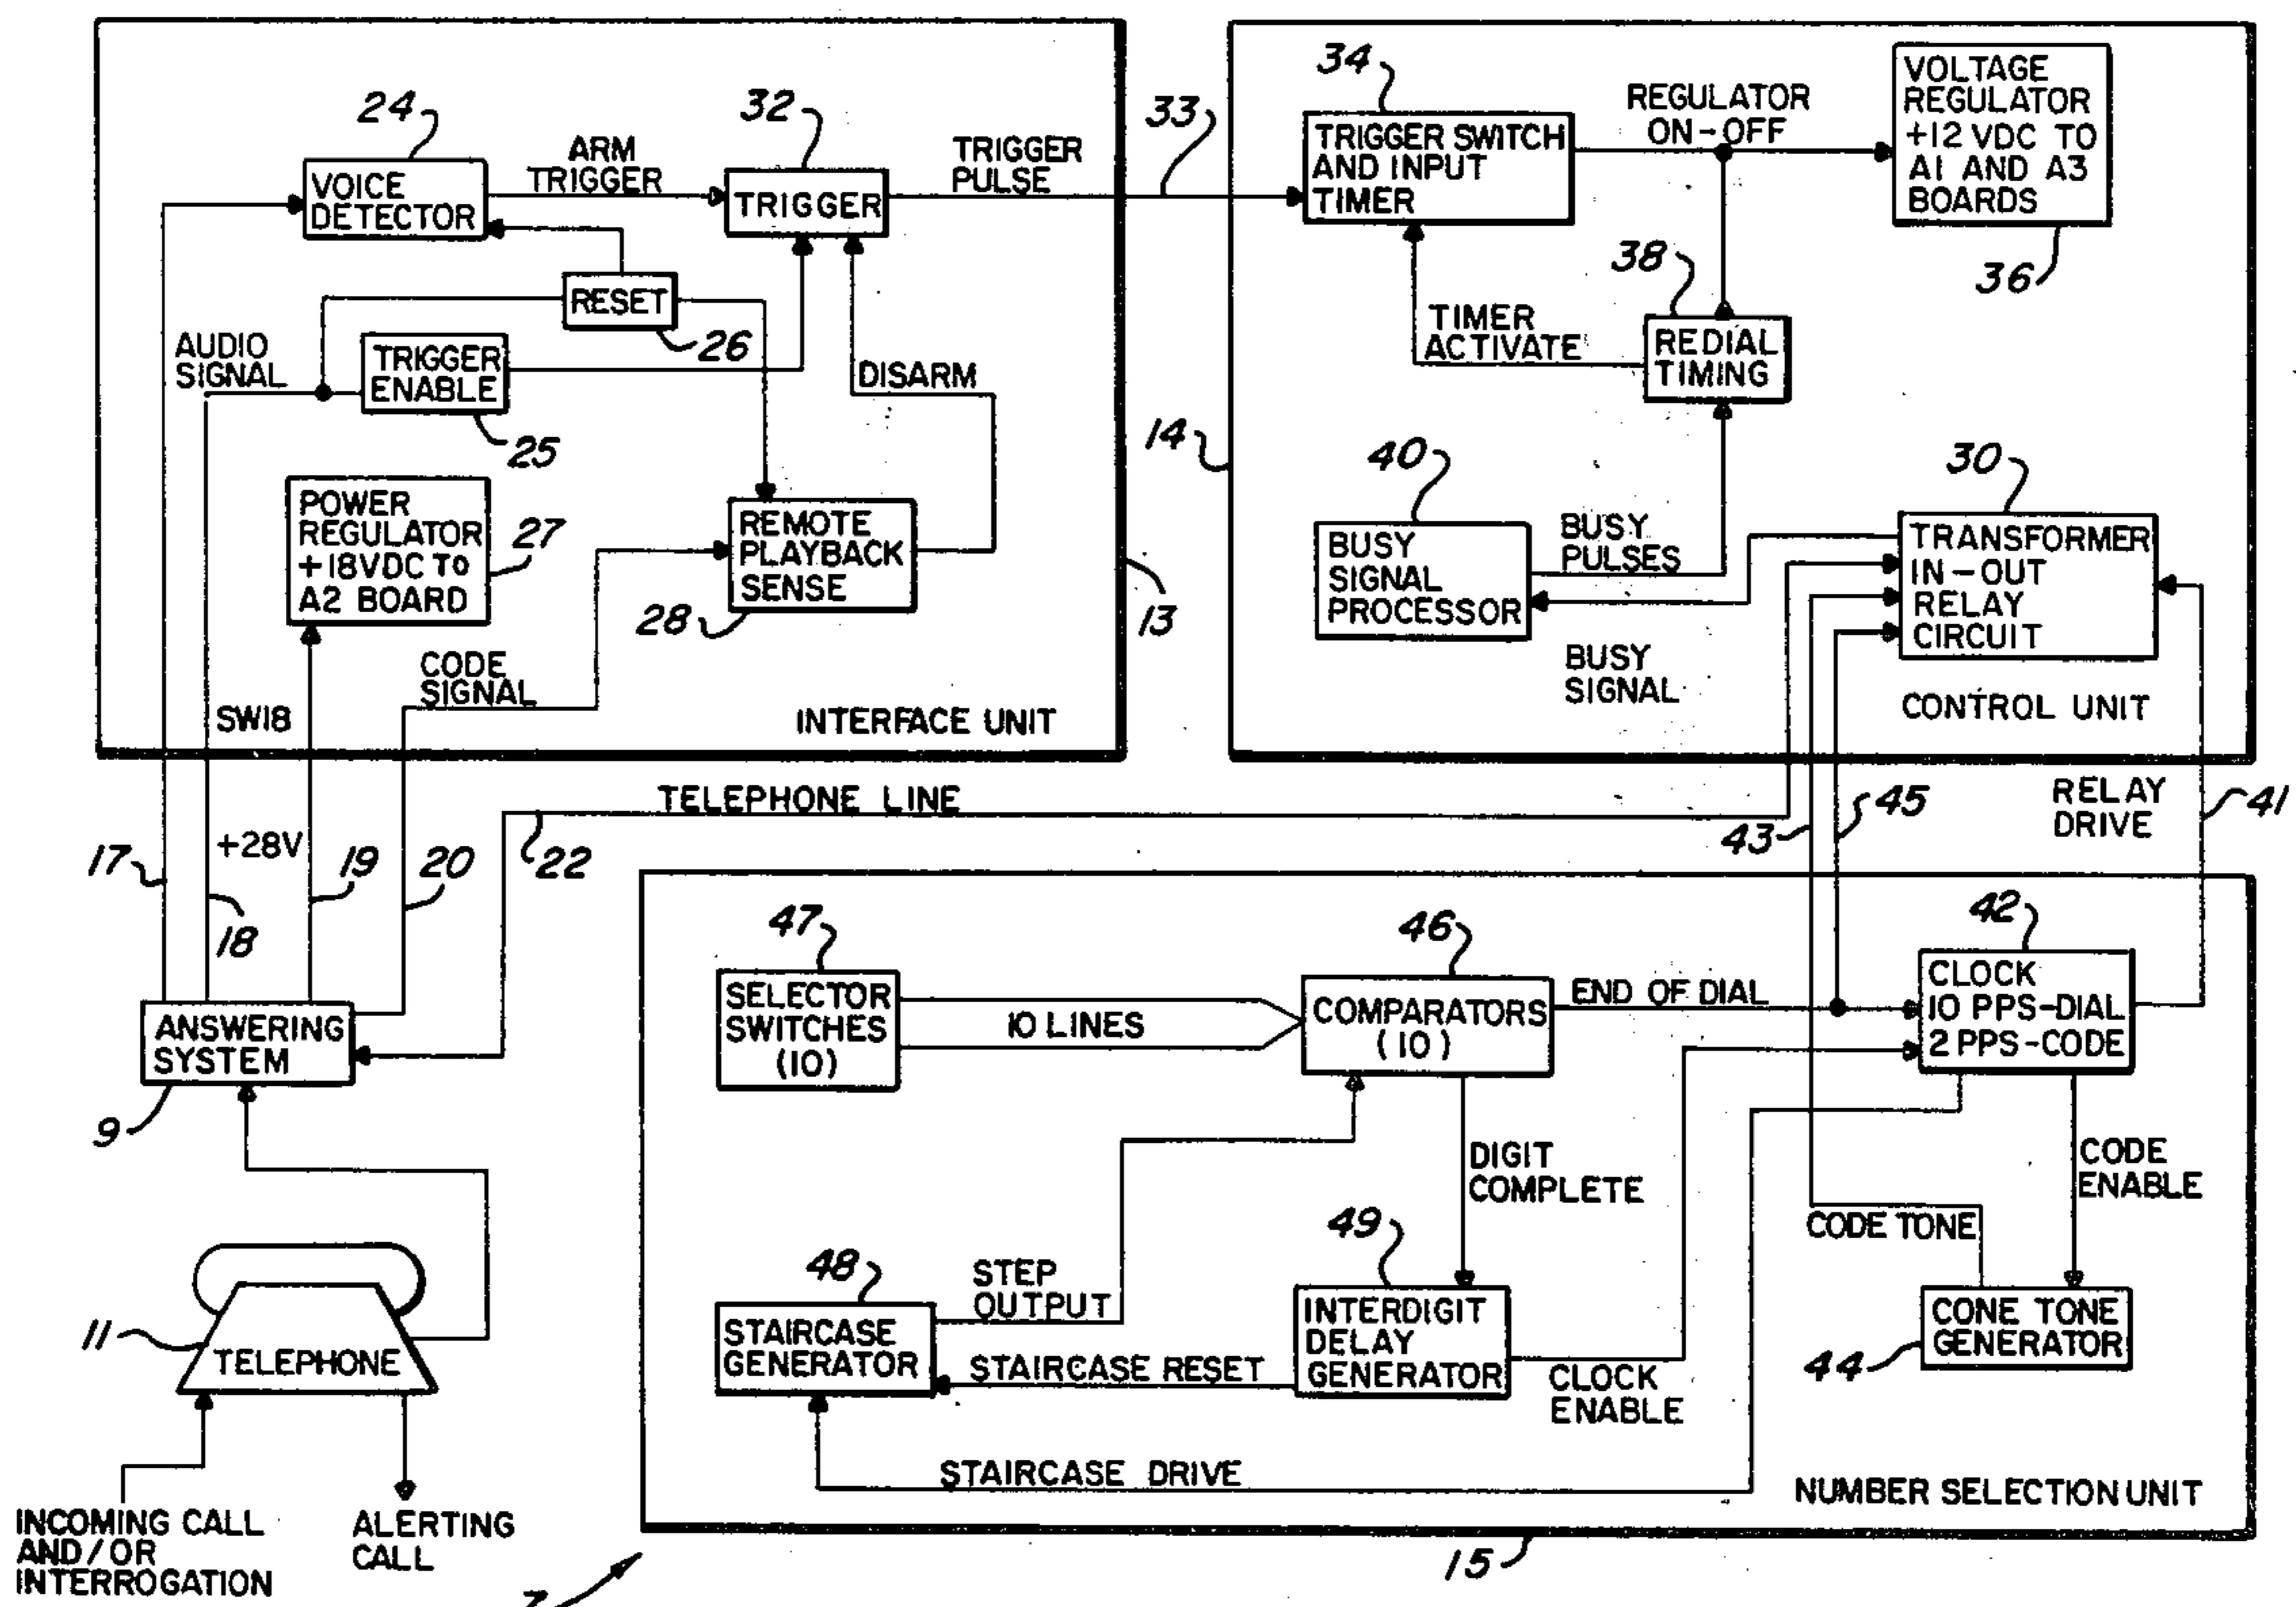 24
VOICE
DETECTOR
ARM
TRIGGER
32
TRIGGER
TRIGGER
PULSE
33
RESET
26
AUDIO
SIGNAL
TRIGGER
ENABLE
25
DISARM
POWER
REGULATOR
+18VDC TO
A2 BOARD
27
REMOTE
PLAYBACK
SENSE
28
CODE
SIGNAL
SW18
INTERFACE UNIT
13
34
TRIGGER SWITCH
AND INPUT
TIMER
REGULATOR
ON-OFF
VOLTAGE
REGULATOR
+12 VDC TO
A1 AND A3
BOARDS
36
38
TIMER
ACTIVATE
REDIAL
TIMING
14
40
BUSY
SIGNAL
PROCESSOR
BUSY
PULSES
30
TRANSFORMER
IN-OUT
RELAY
CIRCUIT
BUSY
SIGNAL
CONTROL UNIT
TELEPHONE LINE
22
17
+28V
18
19
20
43
45
RELAY
DRIVE
41
ANSWERING
SYSTEM
9
47
SELECTOR
SWITCHES
(10)
10 LINES
46
COMPARATORS
(10)
END OF DIAL
42
CLOCK
10 PPS-DIAL
2 PPS-CODE
DIGIT
COMPLETE
CODE
ENABLE
CODE TONE
48
STAIRCASE
GENERATOR
STEP
OUTPUT
STAIRCASE RESET
49
INTERDIGIT
DELAY
GENERATOR
CLOCK
ENABLE
CONE TONE
GENERATOR
44
STAIRCASE DRIVE
NUMBER SELECTION UNIT
15
11
TELEPHONE
INCOMING CALL
AND/OR
INTERROGATION
ALERTING
CALL